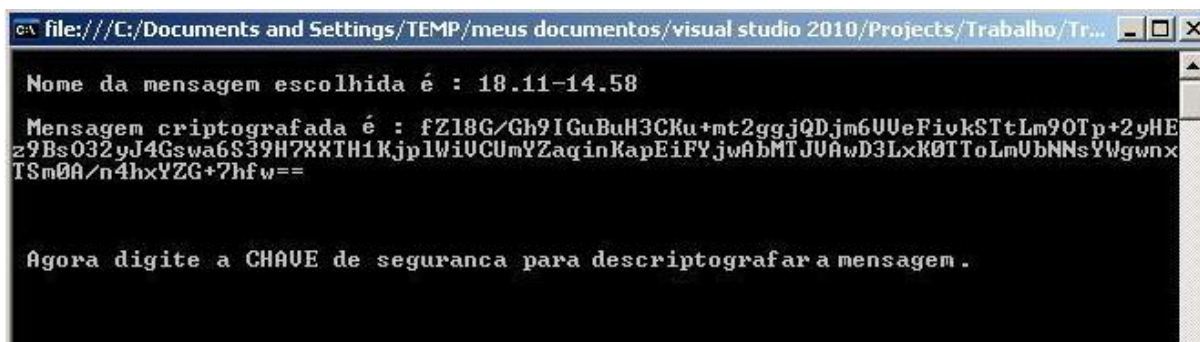 file:///C:/Documents and Settings/TEMP/meus documentos/visual studio 2010/Projects/Trabalho/Tr...
Nome da mensagem escolhida é : 18.11-14.58
Mensagem criptografada é : fZl8G/Gh9IGuBuH3CKu+mt2ggjQDjm6VVeFivkSTtLm9OTp+2yHE
z9BsO32yJ4Gswa6S39H7XXTH1KjplWiVCUmYZaqinKapEiFYjwAbMTJVAwD3LxK0TToLmVbNNsYWgwnx
TSm0A/n4hxYZG+7hfw==
Agora digite a CHAVE de seguranca para descriptografar a mensagem.